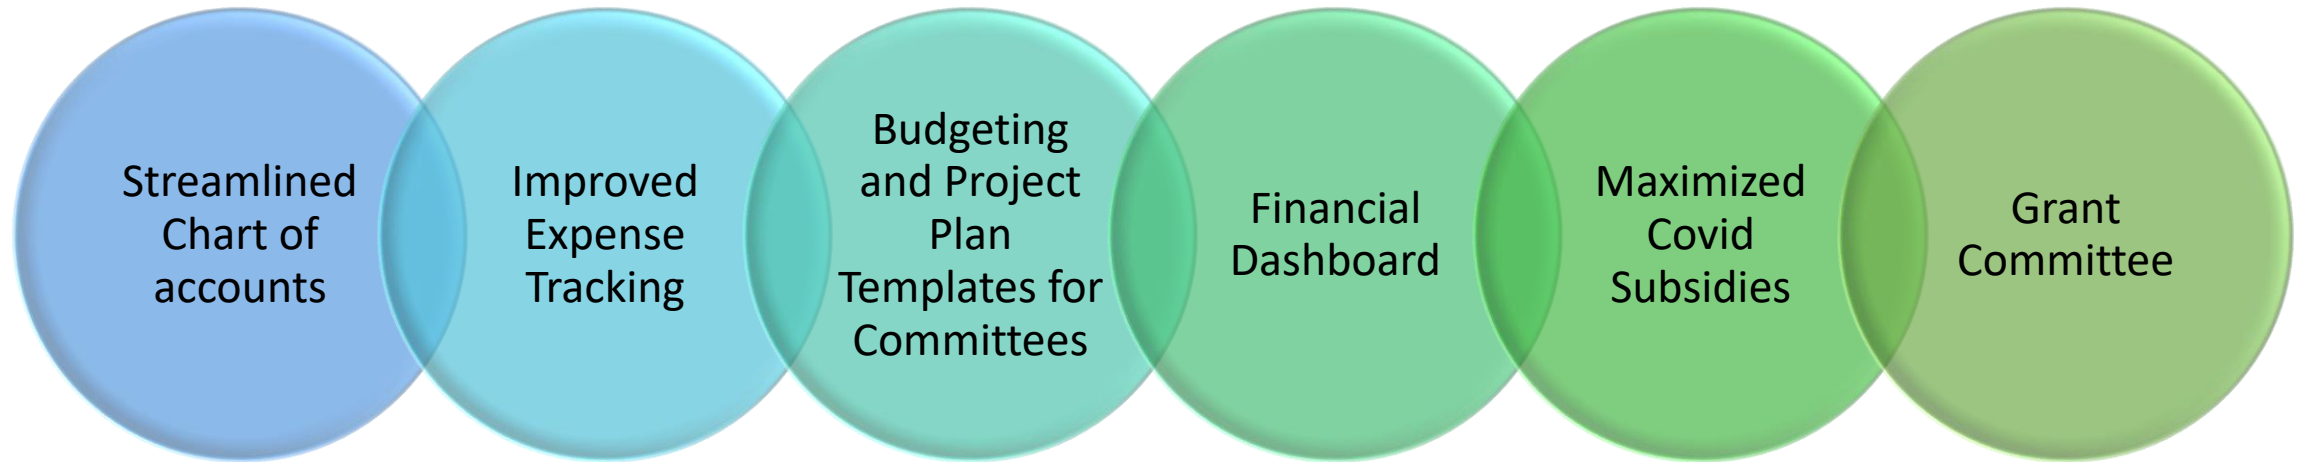 Streamlined
Chart of
accounts
Improved
Expense
Tracking
Budgeting
and Project
Plan
Templates for
Committees
Financial
Dashboard
Maximized
Covid
Subsidies
Grant
Committee